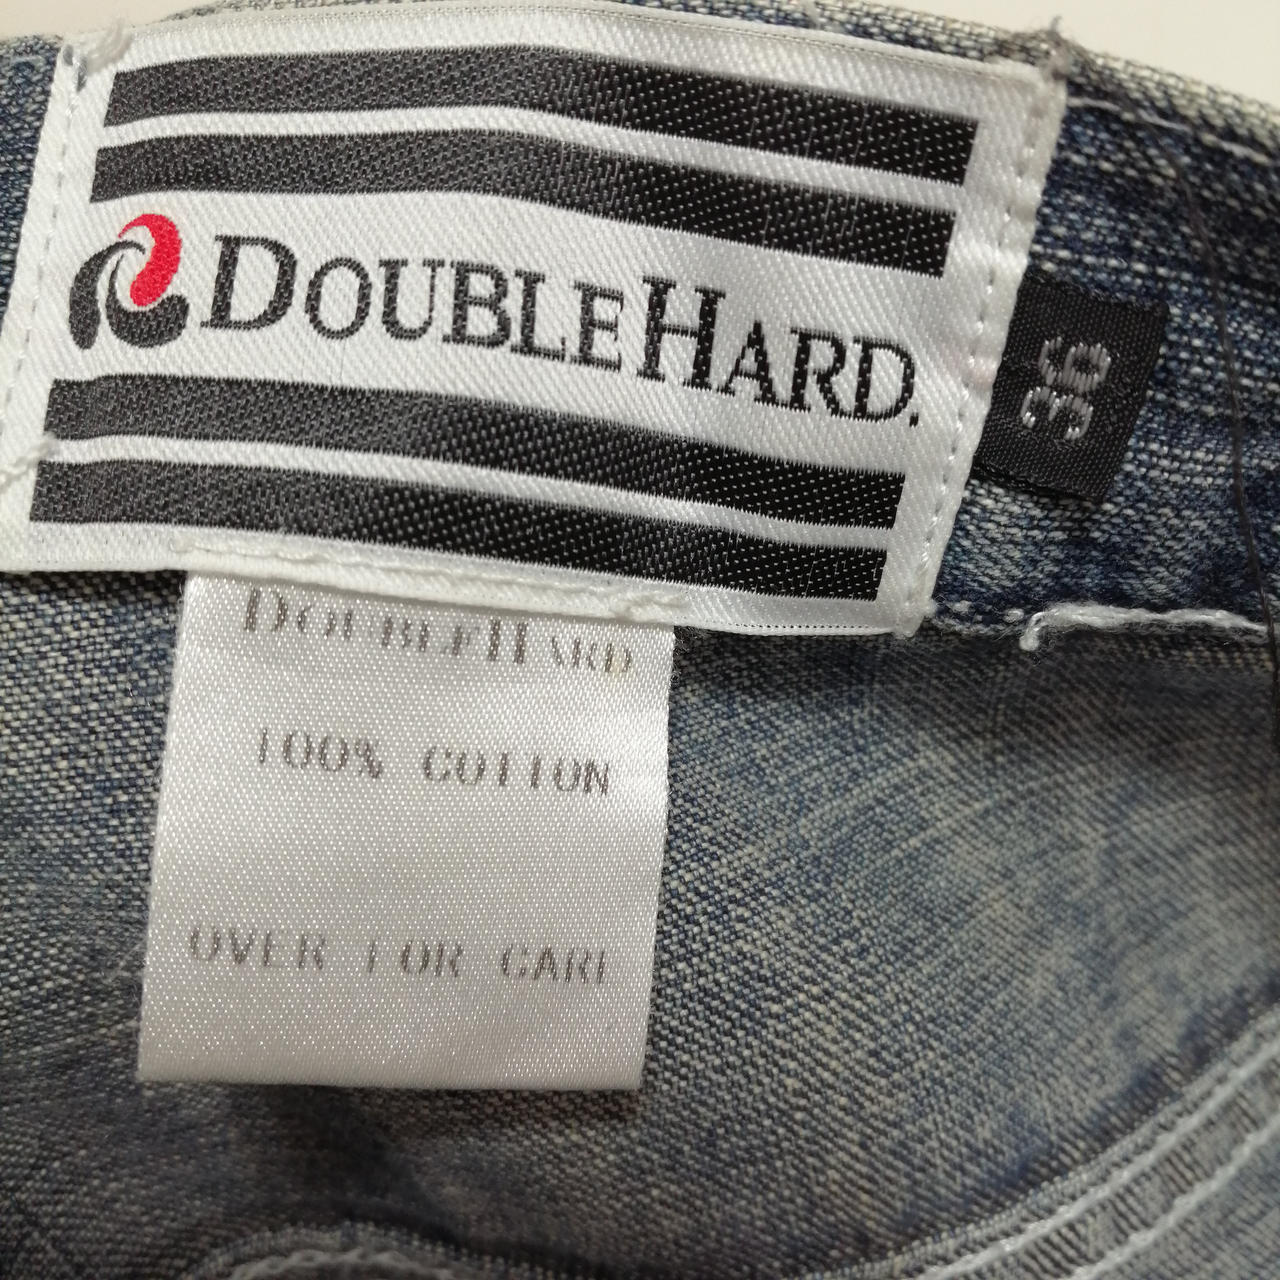 DOUBLEHARD.
36
DOUBLEHARD
100% COTTON
OVER FOR CARE